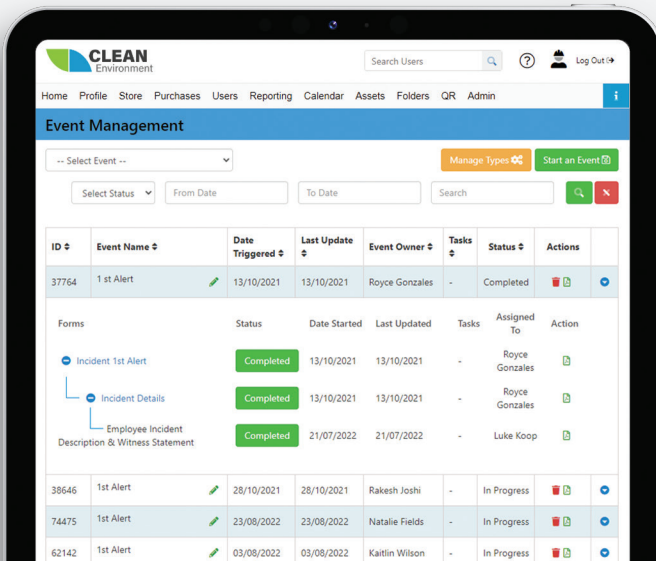 CLEAN
Environment
Search Users
Log Out
Home Profile Store Purchases Users Reporting Calendar Assets Folders QR Admin
i
Event Management
-- Select Event --
Manage Types
Start an Event
Select Status
From Date
To Date
Search
ID Event Name Date Triggered Last Update Event Owner Tasks Status Actions
37764 1 st Alert 13/10/2021 13/10/2021 Royce Gonzales - Completed
Forms Status Date Started Last Updated Tasks Assigned To Action
Incident 1st Alert Completed 13/10/2021 13/10/2021 - Royce Gonzales
Incident Details Completed 13/10/2021 13/10/2021 - Royce Gonzales
Employee Incident
Description & Witness Statement Completed 21/07/2022 21/07/2022 - Luke Koop
38646 1st Alert 28/10/2021 28/10/2021 Rakesh Joshi - In Progress
74475 1st Alert 23/08/2022 23/08/2022 Natalie Fields - In Progress
62142 1st Alert 03/08/2022 03/08/2022 Kaitlin Wilson - In Progress